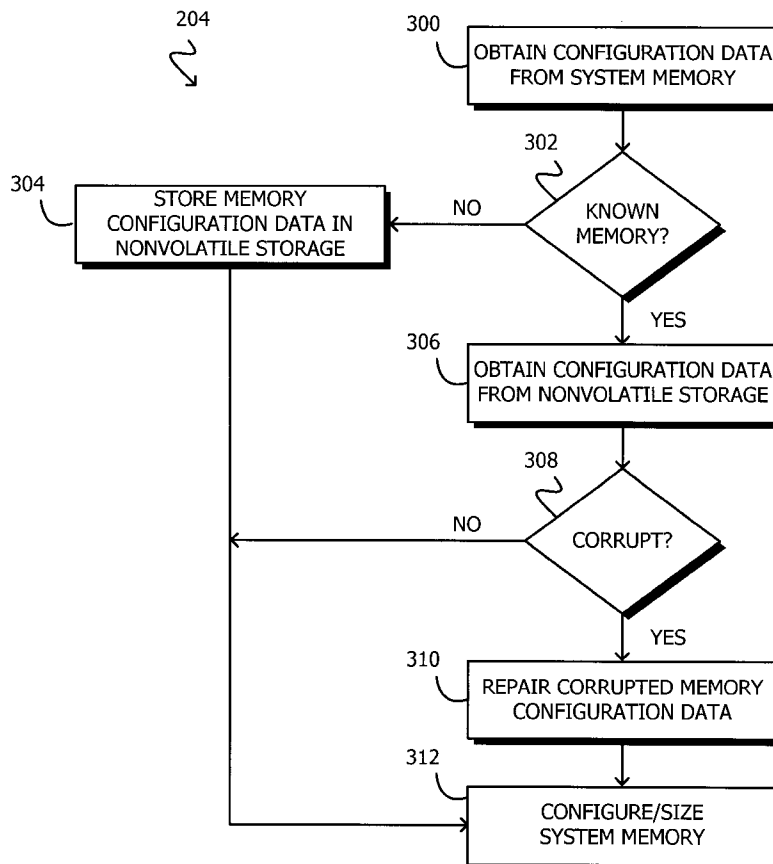 204
300
OBTAIN CONFIGURATION DATA
FROM SYSTEM MEMORY
302
KNOWN
MEMORY?
NO
304
STORE MEMORY
CONFIGURATION DATA IN
NONVOLATILE STORAGE
YES
306
OBTAIN CONFIGURATION DATA
FROM NONVOLATILE STORAGE
308
CORRUPT?
NO
YES
310
REPAIR CORRUPTED MEMORY
CONFIGURATION DATA
312
CONFIGURE/SIZE
SYSTEM MEMORY